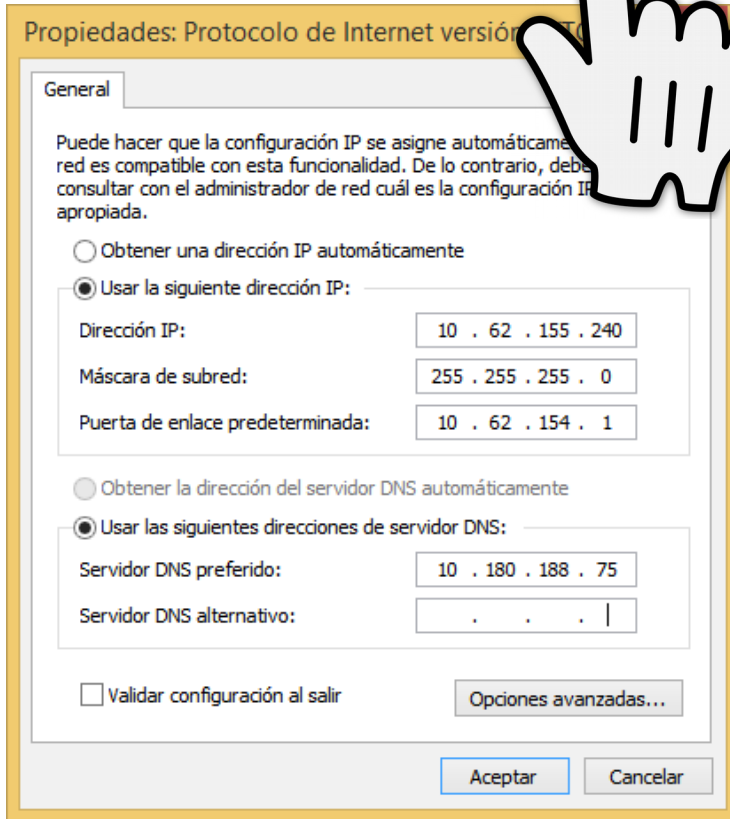 Propiedades: Protocolo de Internet versión
General
Puede hacer que la configuración IP se asigne
red es compatible con esta funcionalidad. De lo contrario,
consultar con el administrador de red cuál es la configuración
apropiada.
Obtener una dirección IP automáticamente
Usar la siguiente dirección IP:
Dirección IP: 10 . 62 . 155 . 240
Máscara de subred: 255 . 255 . 255 . 0
Puerta de enlace predeterminada: 10 . 62 . 154 . 1
Obtener la dirección del servidor DNS automáticamente
Usar las siguientes direcciones de servidor DNS:
Servidor DNS preferido: 10 . 180 . 188 . 75
Servidor DNS alternativo: . . .
Validar configuración al salir
Opciones avanzadas...
Aceptar Cancelar